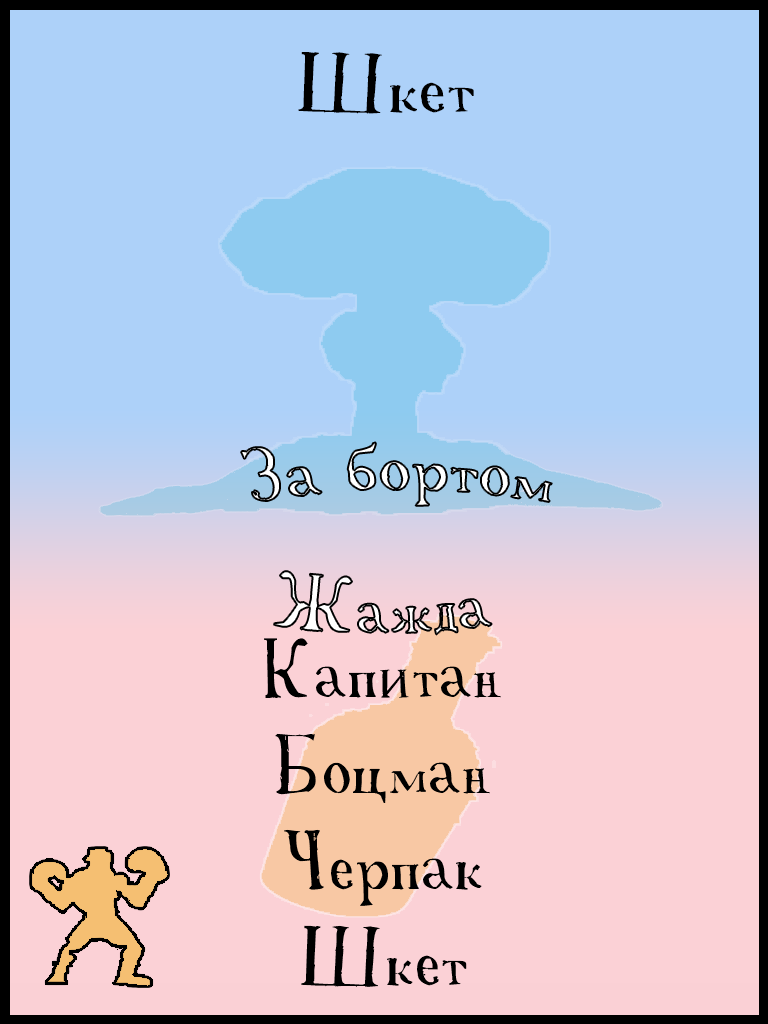 Шкет
За бортом
Жажда
Капитан
Боцман
Черпак
Шкет